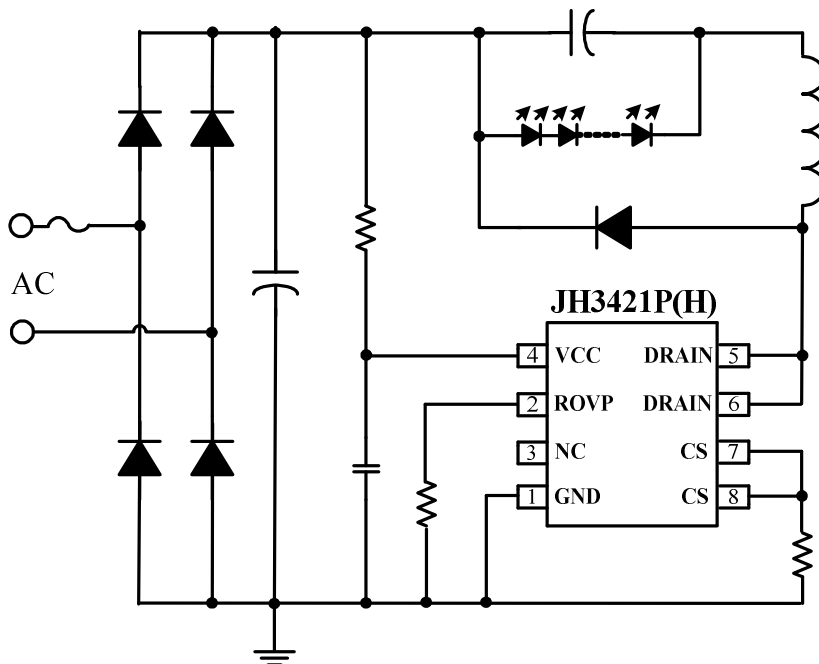 AC
JH3421P(H)
4 VCC DRAIN 5
2 ROVP DRAIN 6
3 NC CS 7
1 GND CS 8